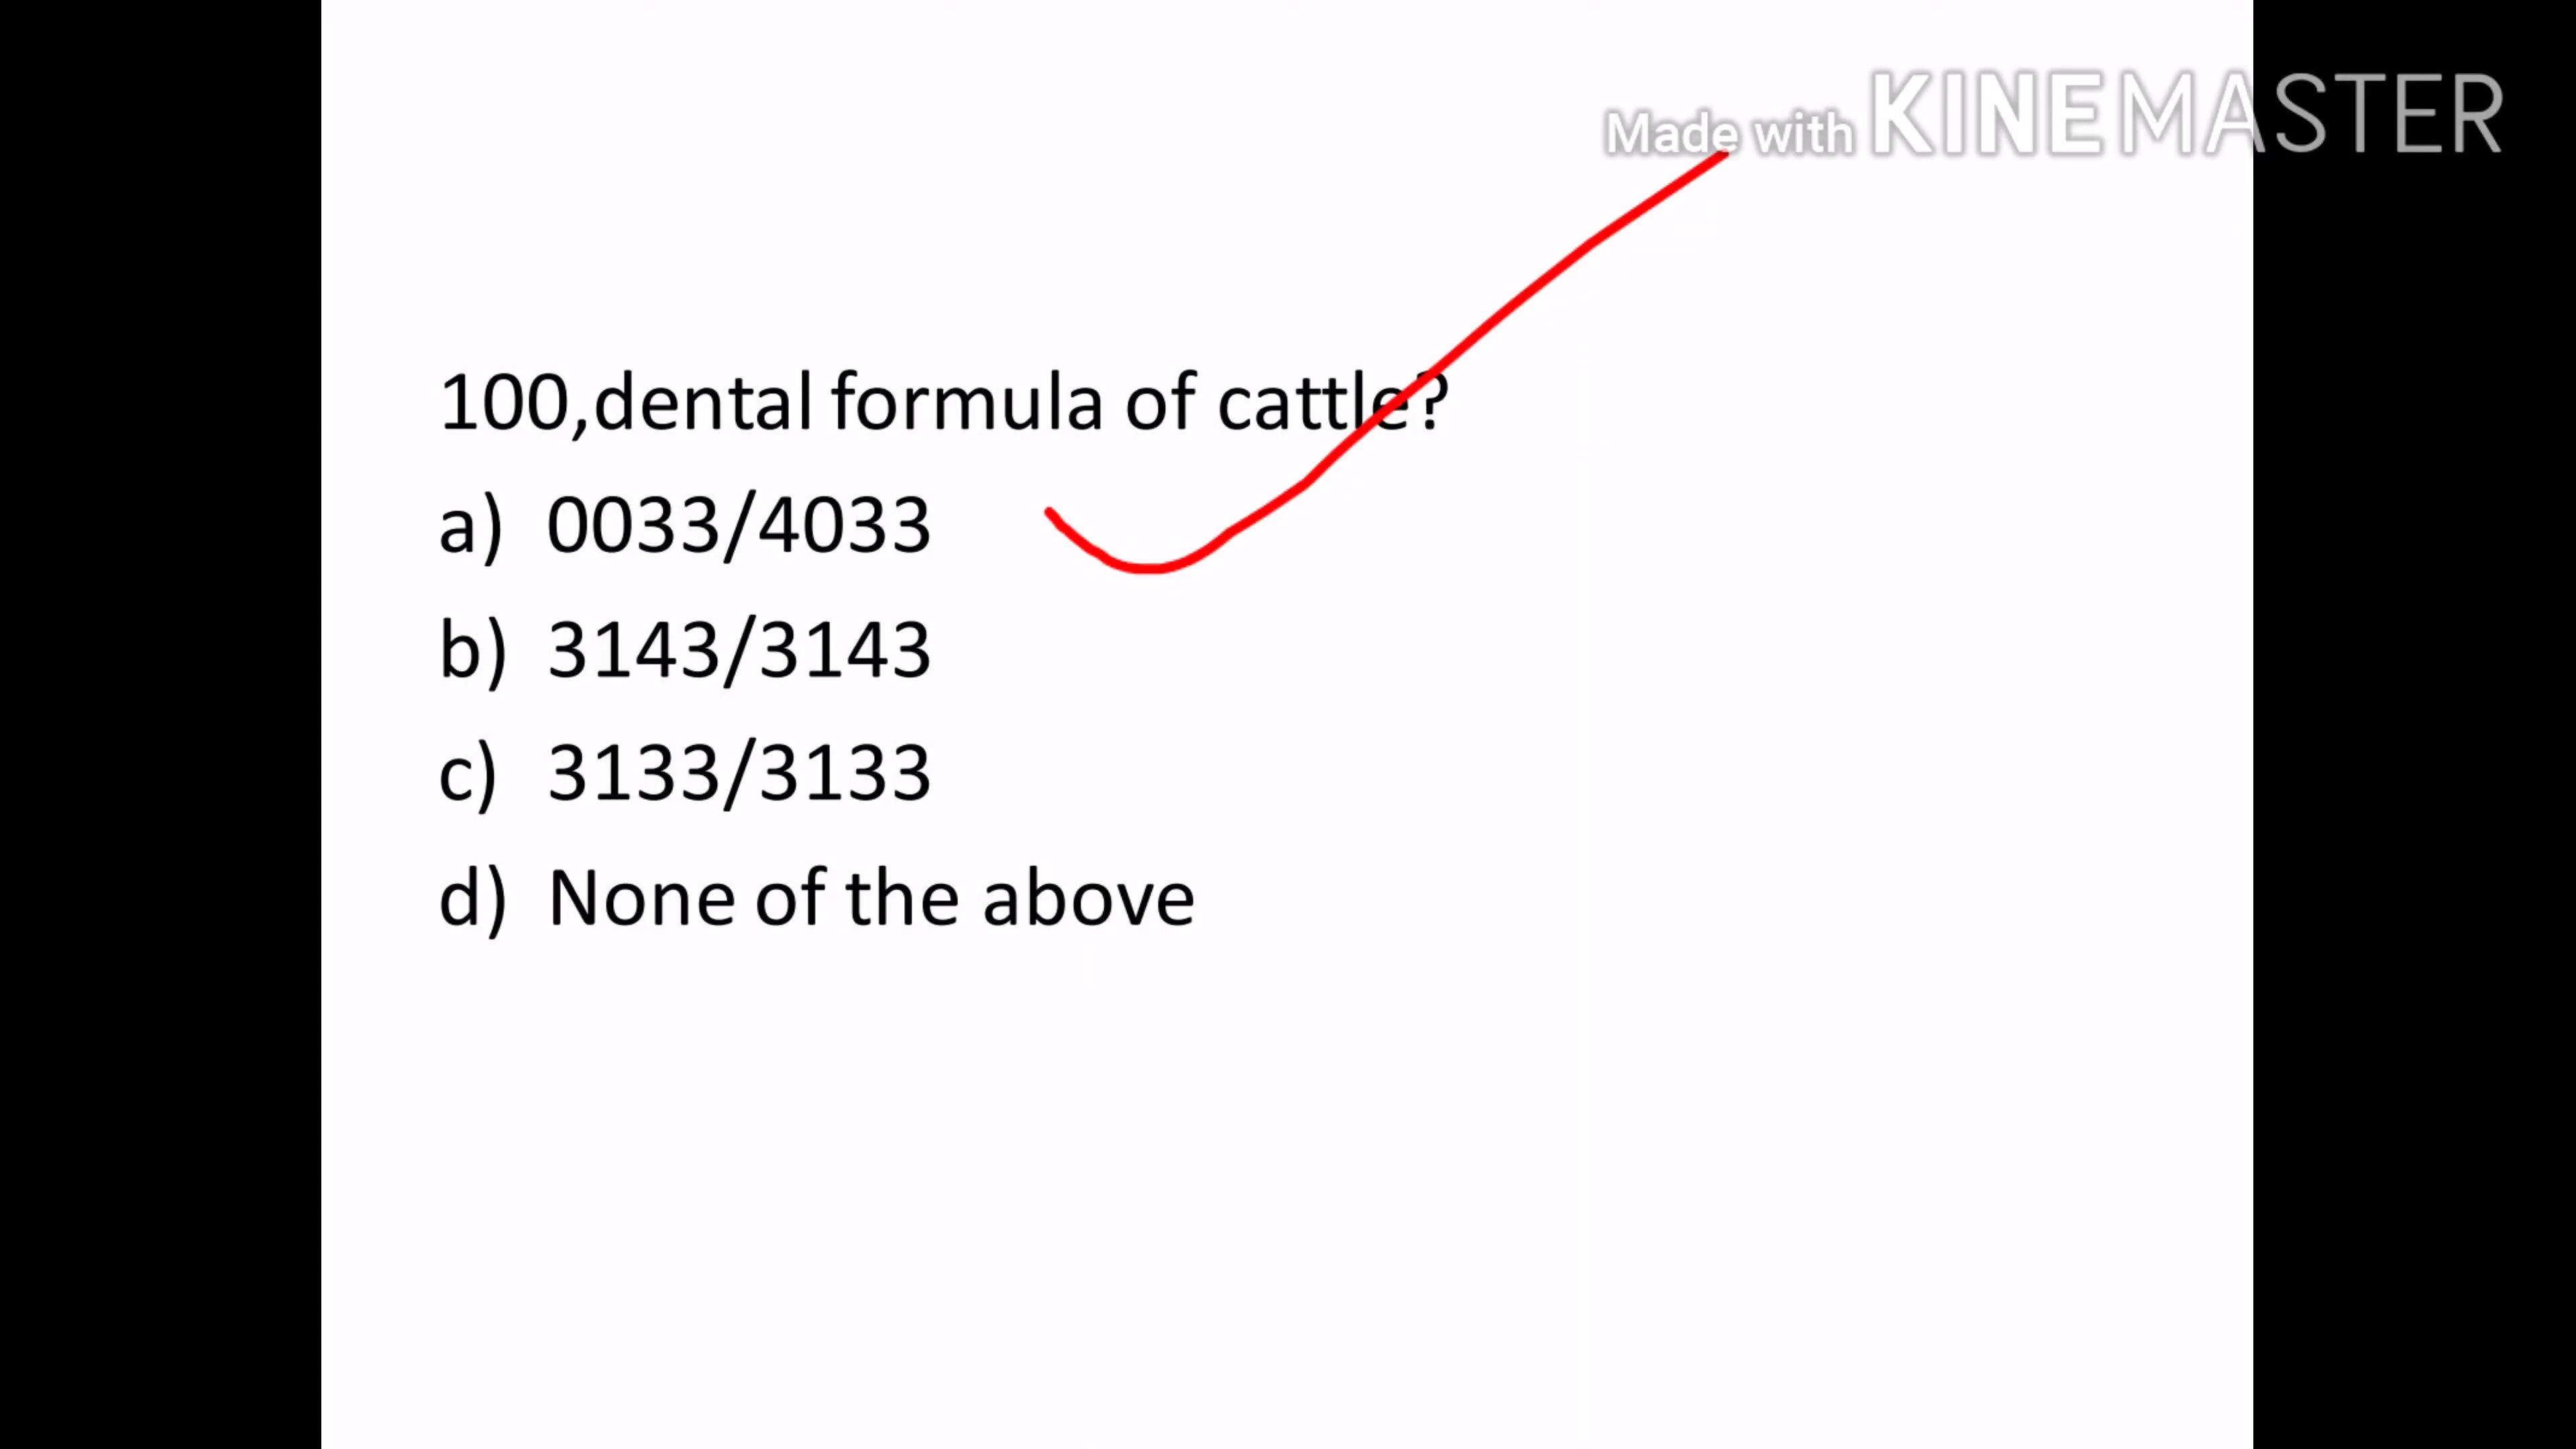 Made with KINEMASTER
100,dental formula of cattle?
a) 0033/4033
b) 3143/3143
c) 3133/3133
d) None of the above